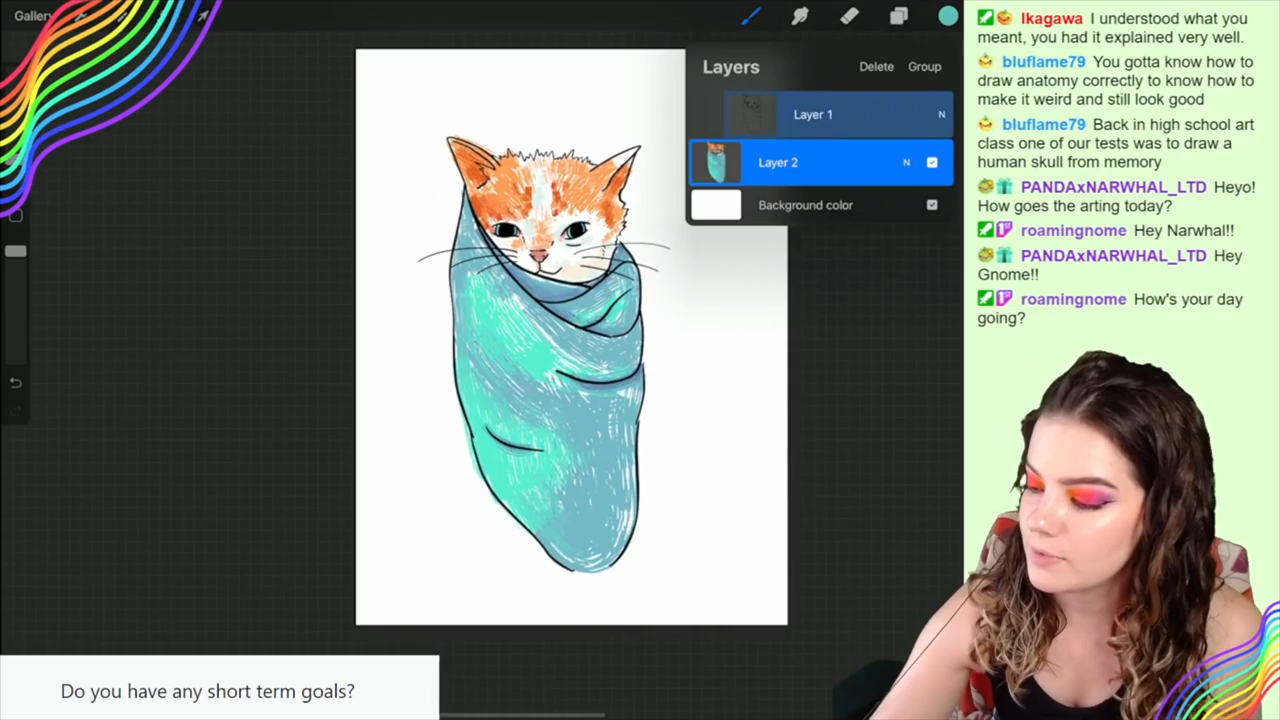 Gallery
Layers
Delete Group
Layer 1
N
Layer 2
N
Background color
Ikagawa I understood what you
meant, you had it explained very well.
bluflame79 You gotta know how to
draw anatomy correctly to know how to
make it weird and still look good
bluflame79 Back in high school art
class one of our tests was to draw a
human skull from memory
PANDAxNARWHAL_LTD Heyo!
How goes the arting today?
roamingnome Hey Narwhal!!
PANDAxNARWHAL_LTD Hey
Gnome!!
roamingnome How's your day
going?
Do you have any short term goals?